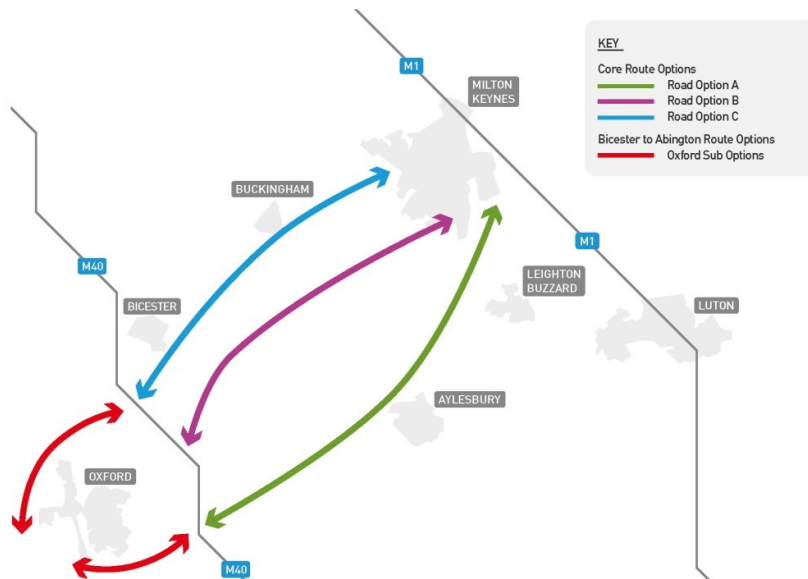 M1
MILTON
KEYNES
BUCKINGHAM
M40
BICESTER
M1
LEIGHTON
BUZZARD
LUTON
AYLESBURY
OXFORD
M40
KEY
Core Route Options
Road Option A
Road Option B
Road Option C
Bicester to Abington Route Options
Oxford Sub Options